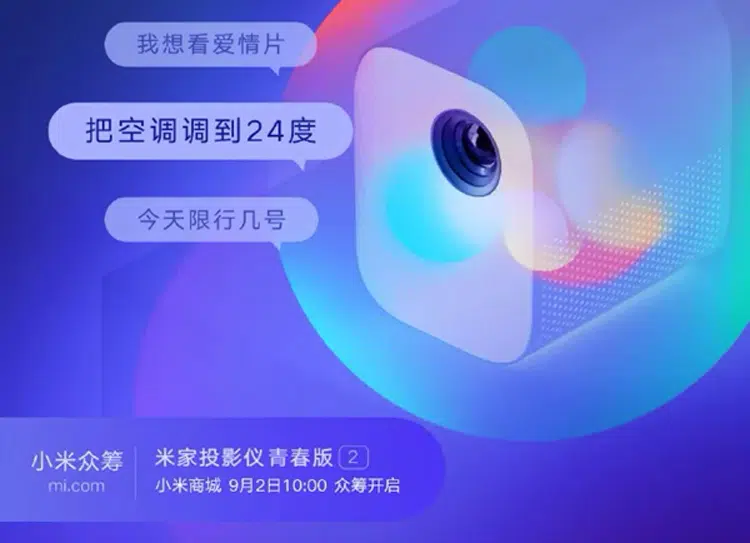 我想看爱情片
把空调调到24度
今天限行几号
小米众筹
mi.com
米家投影仪青春版 2
小米商城 9月2日10:00 众筹开启